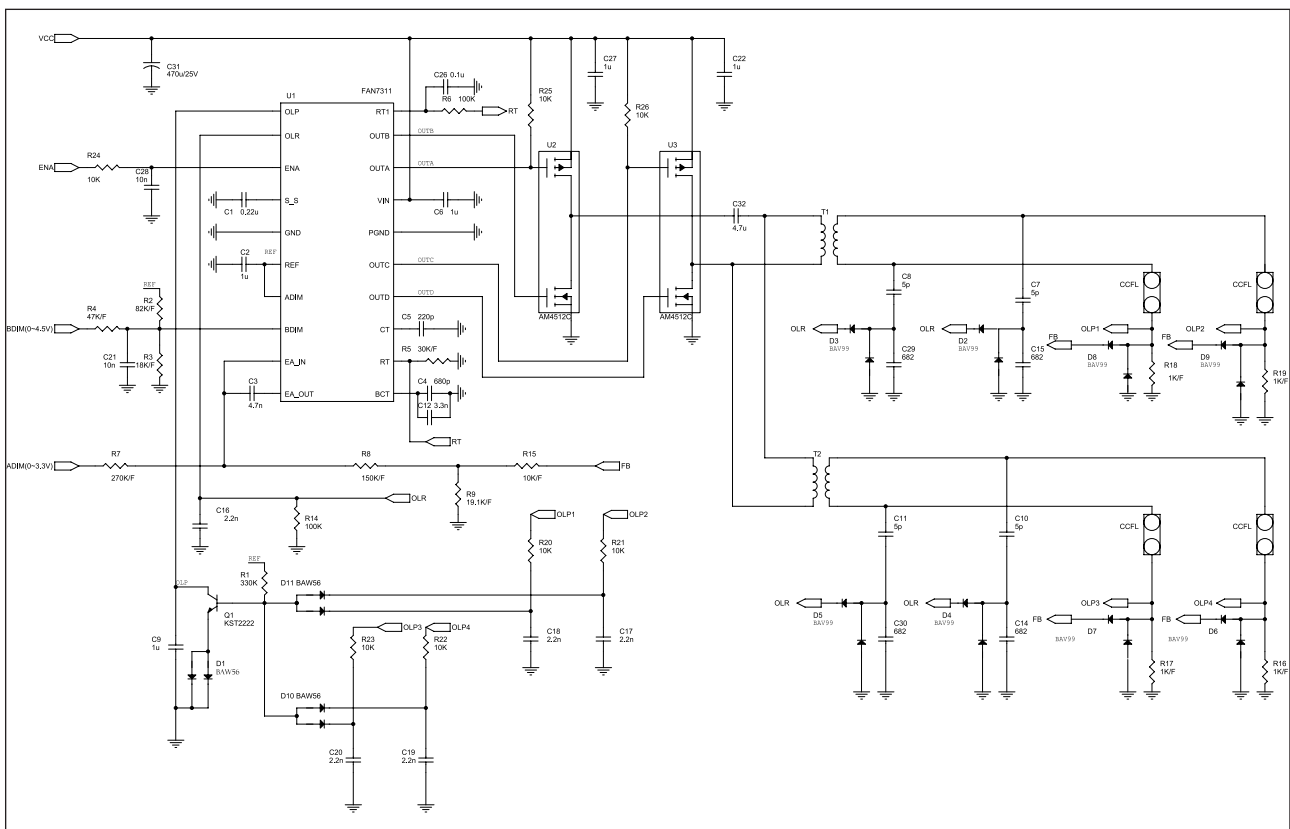 VCC
C31
470u/25V
U1
FAN7311
C26 0.1u
R6 100K
RT
R25
10K
C27
1u
R26
10K
C22
1u
OLP
OLR
ENA
S_S
GND
REF
ADIM
BDIM
EA_IN
EA_OUT
RT1
OUTB
OUTA
VIN
PGND
OUTC
OUTD
CT
RT
BCT
OUTB
OUTA
OUTC
OUTD
ENA
R24
10K
C28
10n
C1 0.22u
C2
1u
REF
C6 1u
U2
AM4512C
U3
AM4512C
C32
4.7u
T1
REF
R2
82K/F
R4
47K/F
BDIM(0~4.5V)
C21
10n
R3
18K/F
C3
4.7n
C5 220p
R5 30K/F
C4 680p
C12 3.3n
RT
C8
5p
C7
5p
CCFL
CCFL
OLR
D3
BAV99
C29
682
OLR
D2
C15
682
OLP1
FB
D8
BAV99
R18
1K/F
OLP2
FB
D9
BAV99
R19
1K/F
ADIM(0~3.3V)
R7
270K/F
R8
150K/F
R15
10K/F
FB
R9
19.1K/F
T2
C16
2.2n
R14
100K
OLR
OLP1
OLP2
R20
10K
R21
10K
C11
5p
C10
5p
CCFL
CCFL
REF
R1
330K
OLP
Q1
KST2222
D11 BAW56
C9
1u
D1
BAW56
OLP3
OLP4
R23
10K
R22
10K
C18
2.2n
C17
2.2n
D10 BAW56
C20
2.2n
C19
2.2n
OLR
D5
BAV99
C30
682
OLR
D4
BAV99
C14
682
OLP3
FB
BAV99
D7
R17
1K/F
OLP4
FB
BAV99
D6
R16
1K/F